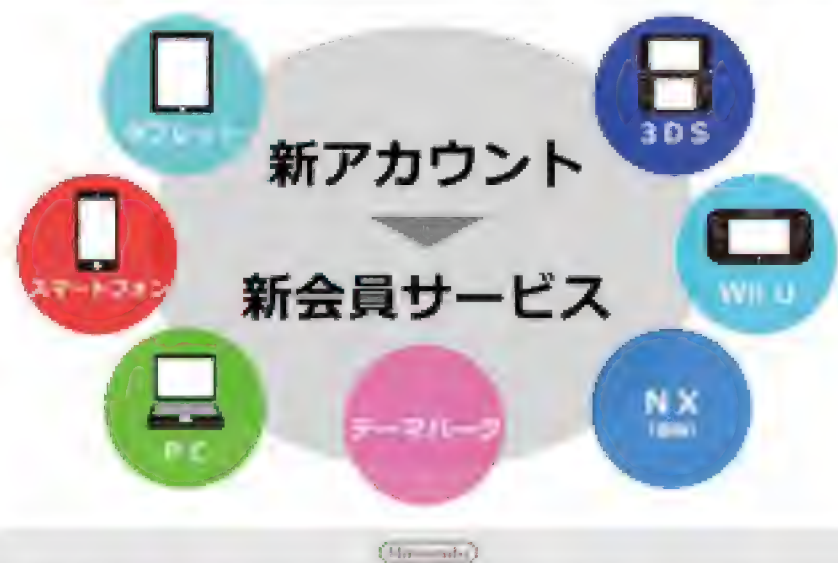 タブレット
3DS
新アカウント
スマートフォン
新会員サービス
Wii U
PC
テーマパーク
NX
Nintendo